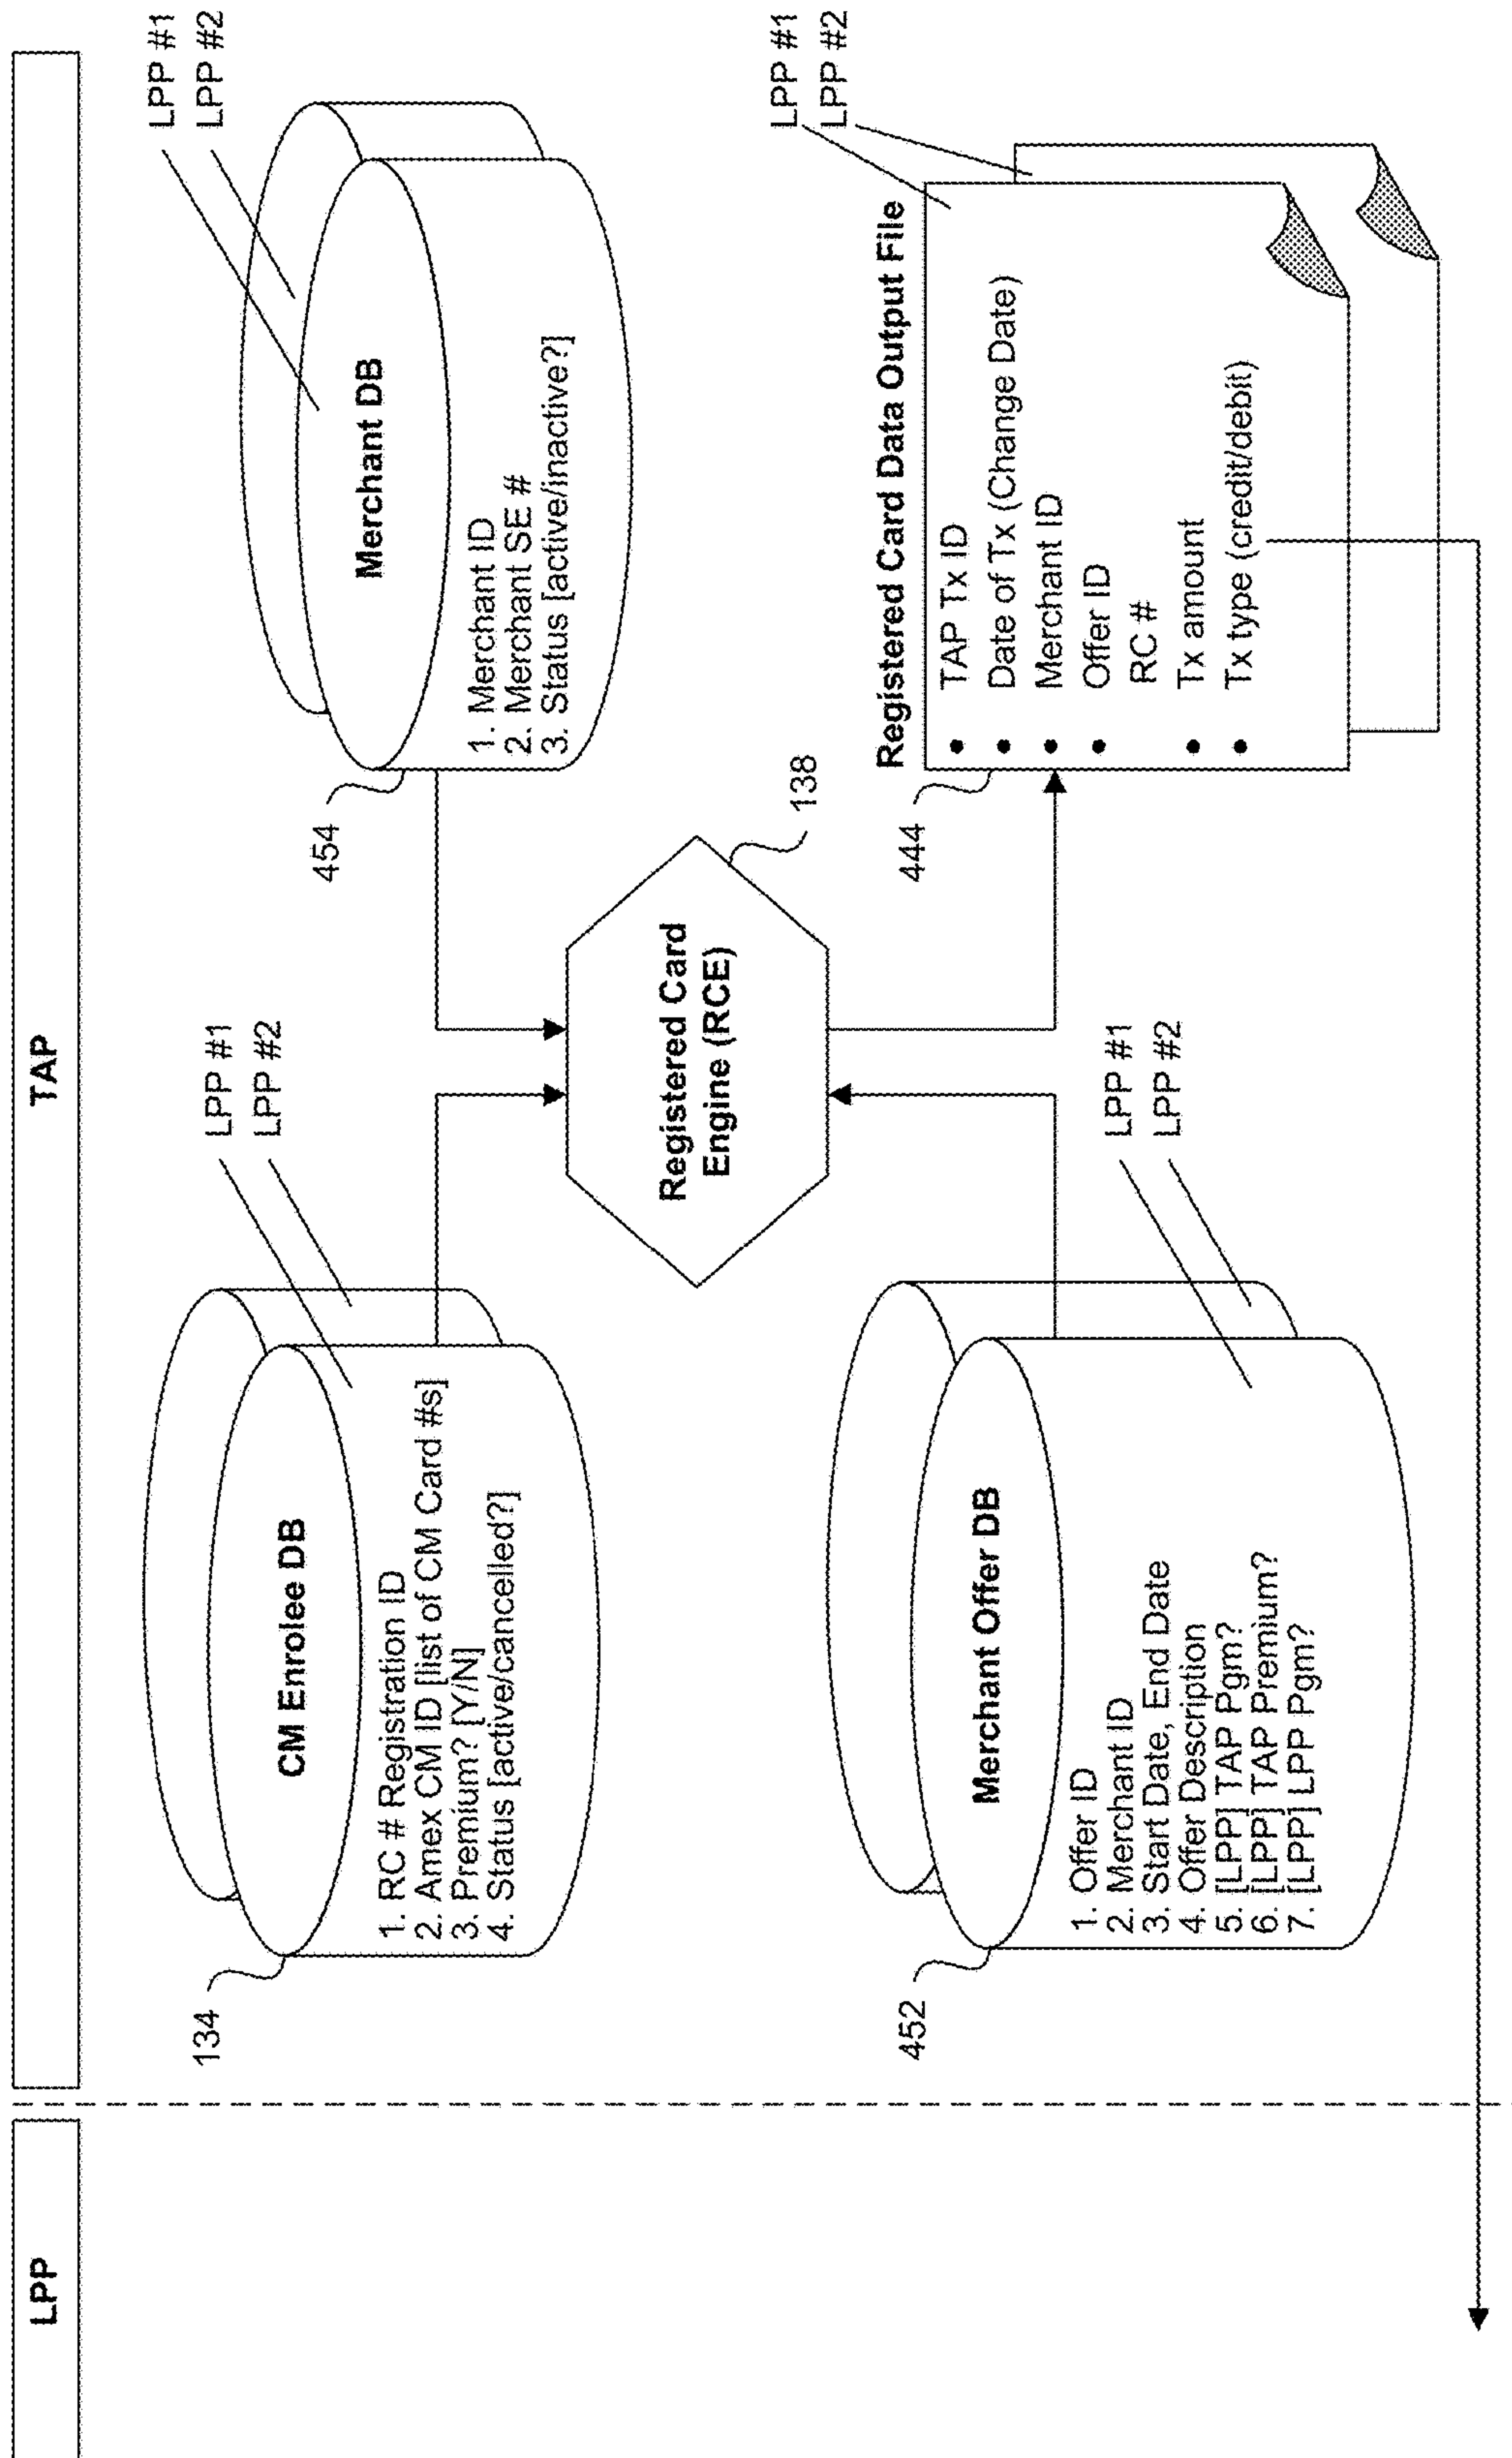 LPP
TAP
134
CM Enrolee DB
1. RC # Registration ID
2. Amex CM ID [list of CM Card #s]
3. Premium? [Y/N]
4. Status [active/cancelled?]
LPP #1
LPP #2
454
Merchant DB
1. Merchant ID
2. Merchant SE #
3. Status [active/inactive?]
LPP #1
LPP #2
Registered Card
Engine (RCE)
138
452
Merchant Offer DB
1. Offer ID
2. Merchant ID
3. Start Date, End Date
4. Offer Description
5. [LPP] TAP Pgm?
6. [LPP] TAP Premium?
7. [LPP] LPP Pgm?
LPP #1
LPP #2
444
Registered Card Data Output File
• TAP Tx ID
• Date of Tx (Change Date)
• Merchant ID
• Offer ID
RC #
• Tx amount
• Tx type (credit/debit)
LPP #1
LPP #2